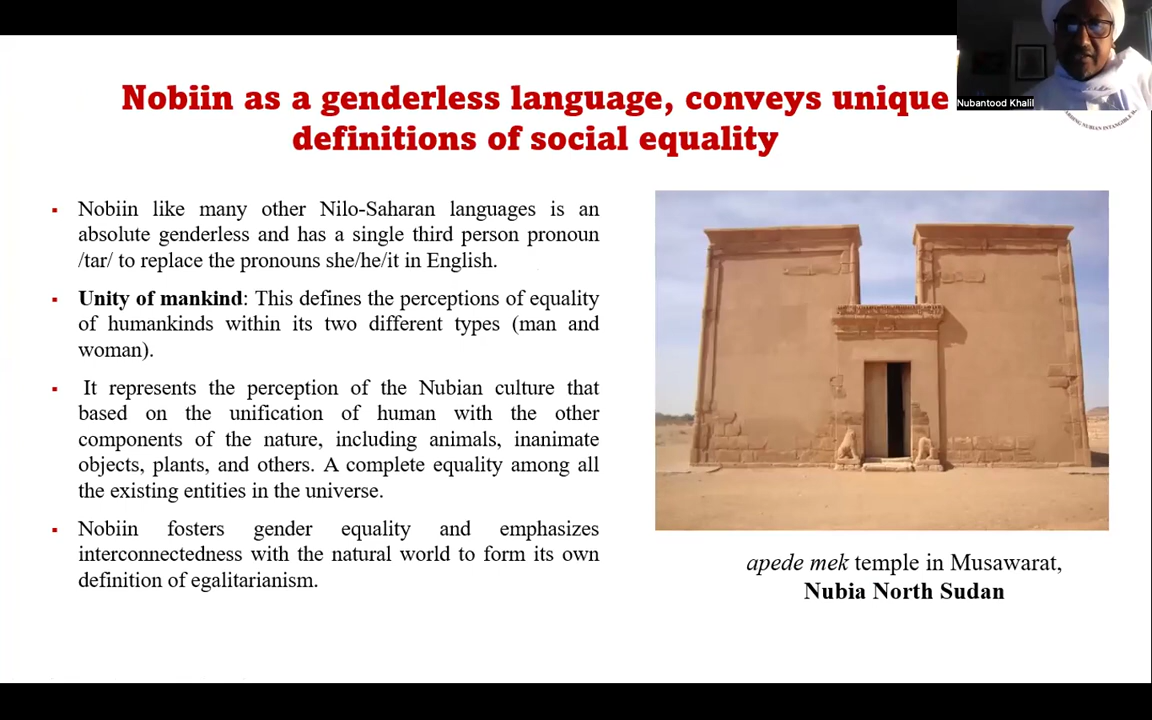 Nobiin as a genderless language, conveys unique
definitions of social equality
Nubantood Khalil
▪ Nobiin like many other Nilo-Saharan languages is an
absolute genderless and has a single third person pronoun
/tar/ to replace the pronouns she/he/it in English.
▪ Unity of mankind: This defines the perceptions of equality
of humankinds within its two different types (man and
woman).
▪ It represents the perception of the Nubian culture that
based on the unification of human with the other
components of the nature, including animals, inanimate
objects, plants, and others. A complete equality among all
the existing entities in the universe.
▪ Nobiin fosters gender equality and emphasizes
interconnectedness with the natural world to form its own
definition of egalitarianism.
apede mek temple in Musawarat,
Nubia North Sudan